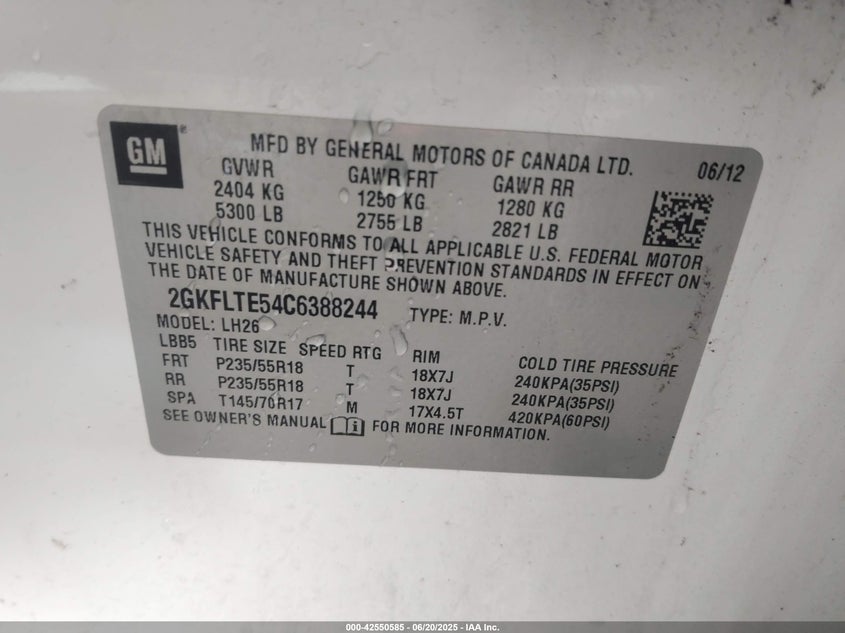 GM®
MFD BY GENERAL MOTORS OF CANADA LTD. 06/12
GVWR GAWR FRT GAWR RR
2404 KG 1250 KG 1280 KG
5300 LB 2755 LB 2821 LB
THIS VEHICLE CONFORMS TO ALL APPLICABLE U.S. FEDERAL MOTOR
VEHICLE SAFETY AND THEFT PREVENTION STANDARDS IN EFFECT ON
THE DATE OF MANUFACTURE SHOWN ABOVE.
2GKFLTE54C6388244 TYPE: M.P.V.
MODEL: LH26
LBB5 TIRE SIZE SPEED RTG RIM COLD TIRE PRESSURE
FRT P235/55R18 T 18X7J 240KPA(35PSI)
RR P235/55R18 T 18X7J 240KPA(35PSI)
SPA T145/70R17 M 17X4.5T 420KPA(60PSI)
SEE OWNER'S MANUAL i FOR MORE INFORMATION.
000-42550585 - 06/20/2025 - IAA Inc.